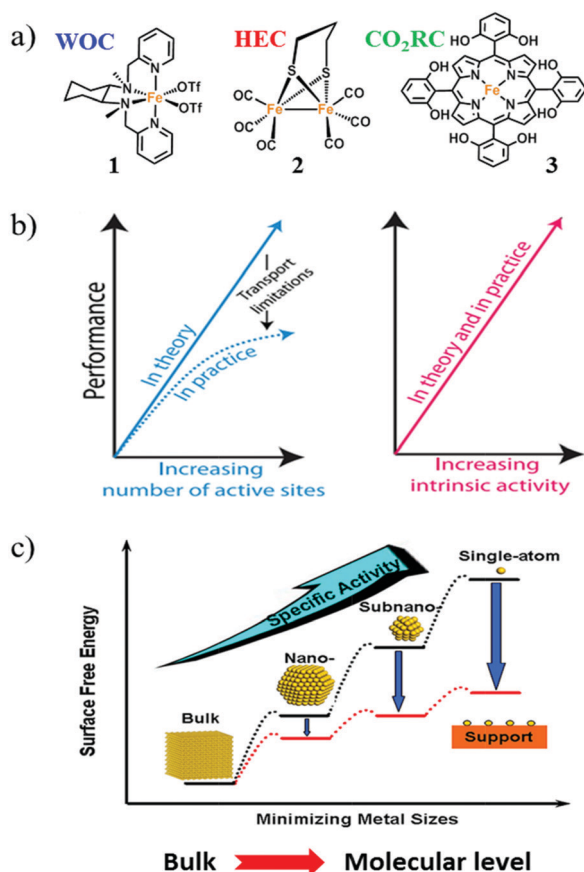 a)
WOC
HEC
CO₂RC
N
N
N
N
Fe
OTf
OTf
S
S
Fe
Fe
OC
OC
OC
CO
CO
CO
OH
OH
HO
OH
HO
OH
OH
HO
N
N
N
N
Fe
1
2
3
b)
Performance
In theory
Transport
limitations
In practice
Increasing
number of active sites
In theory and in practice
Increasing
intrinsic activity
c)
Surface Free Energy
Specific Activity
Bulk
Nano-
Subnano-
Single-atom
Support
Minimizing Metal Sizes
Bulk
Molecular level